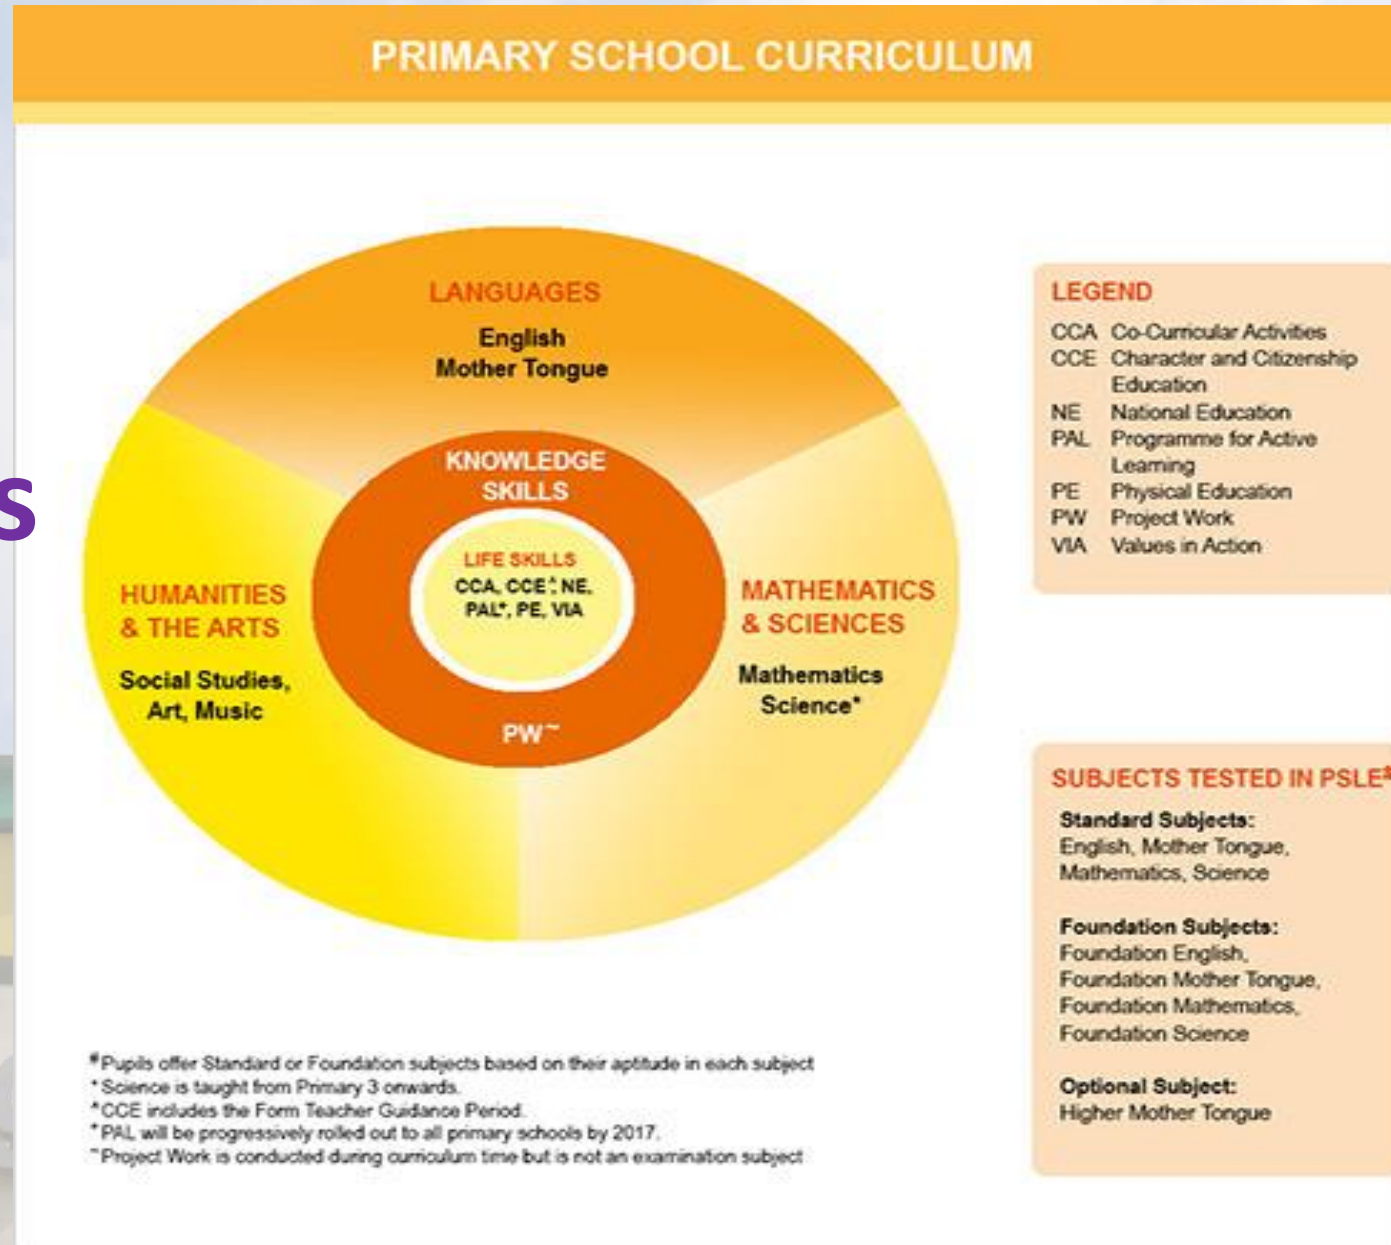 PRIMARY SCHOOL CURRICULUM
LANGUAGES
English
Mother Tongue
KNOWLEDGE
SKILLS
LIFE SKILLS
CCA, CCE^, NE,
PAL+, PE, VIA
PW~
HUMANITIES
& THE ARTS
Social Studies,
Art, Music
MATHEMATICS
& SCIENCES
Mathematics
Science*
S
LEGEND
CCA Co-Curricular Activities
CCE Character and Citizenship
Education
NE National Education
PAL Programme for Active
Learning
PE Physical Education
PW Project Work
VIA Values in Action
SUBJECTS TESTED IN PSLE#
Standard Subjects:
English, Mother Tongue,
Mathematics, Science
Foundation Subjects:
Foundation English,
Foundation Mother Tongue,
Foundation Mathematics,
Foundation Science
Optional Subject:
Higher Mother Tongue
#Pupils offer Standard or Foundation subjects based on their aptitude in each subject
*Science is taught from Primary 3 onwards.
^CCE includes the Form Teacher Guidance Period.
+PAL will be progressively rolled out to all primary schools by 2017.
~Project Work is conducted during curriculum time but is not an examination subject